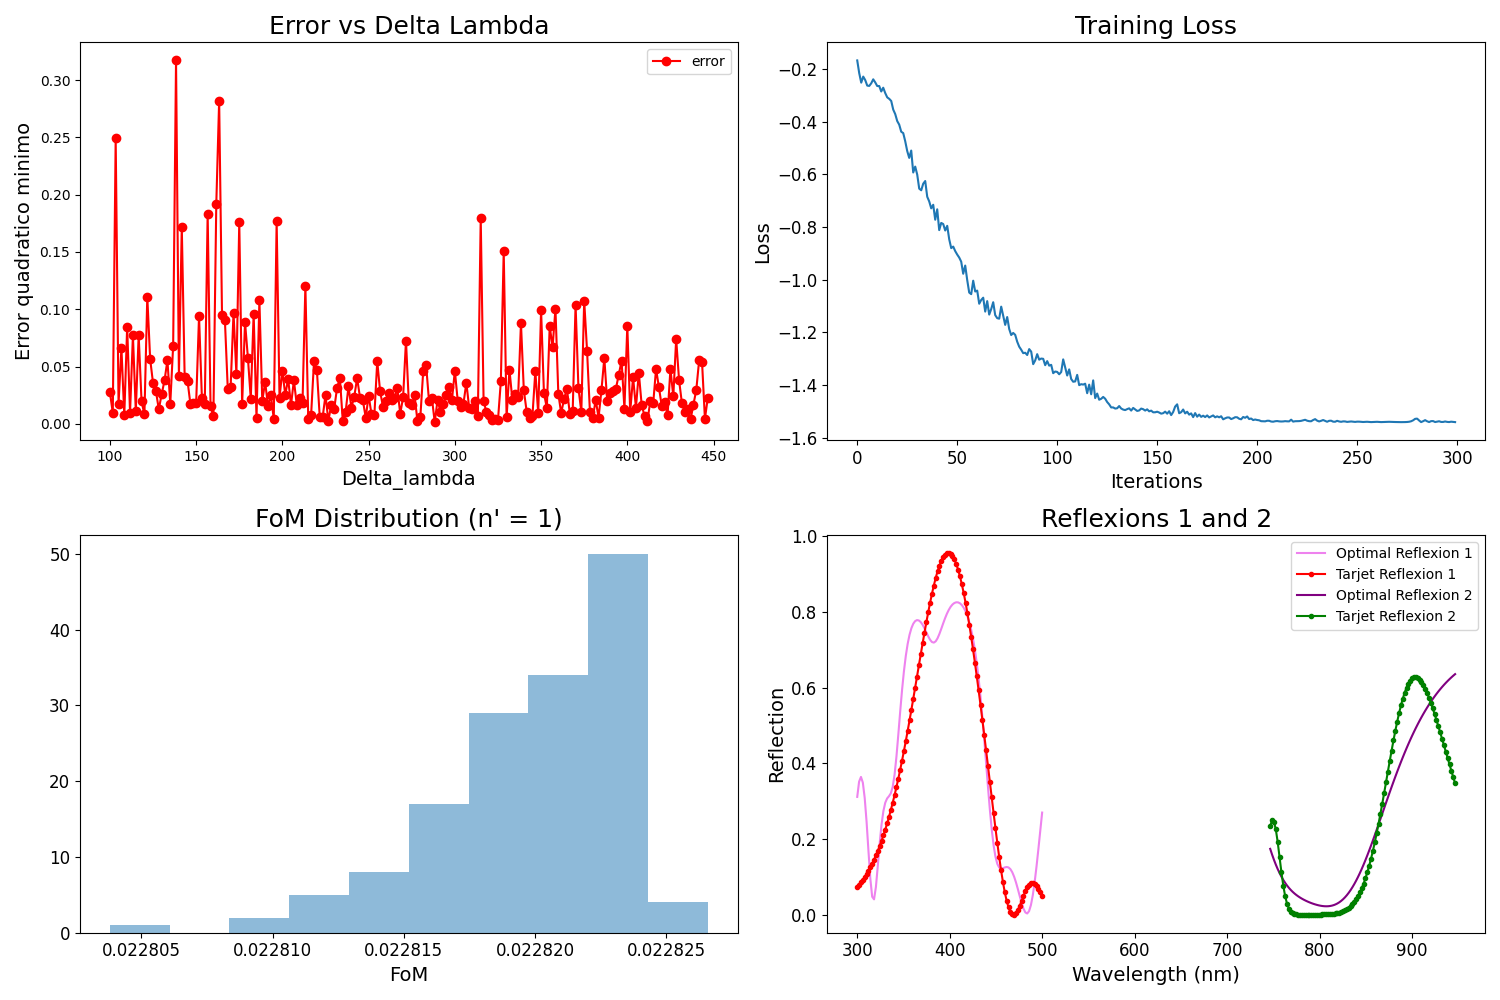 Error vs Delta Lambda
error
Error quadratico minimo
0.30
0.25
0.20
0.15
0.10
0.05
0.00
100 150 200 250 300 350 400 450
Delta_lambda
Training Loss
Loss
−0.2
−0.4
−0.6
−0.8
−1.0
−1.2
−1.4
−1.6
0 50 100 150 200 250 300
Iterations
FoM Distribution (n' = 1)
50
40
30
20
10
0
0.022805 0.022810 0.022815 0.022820 0.022825
FoM
Reflexions 1 and 2
Optimal Reflexion 1
Tarjet Reflexion 1
Optimal Reflexion 2
Tarjet Reflexion 2
Reflection
1.0
0.8
0.6
0.4
0.2
0.0
300 400 500 600 700 800 900
Wavelength (nm)